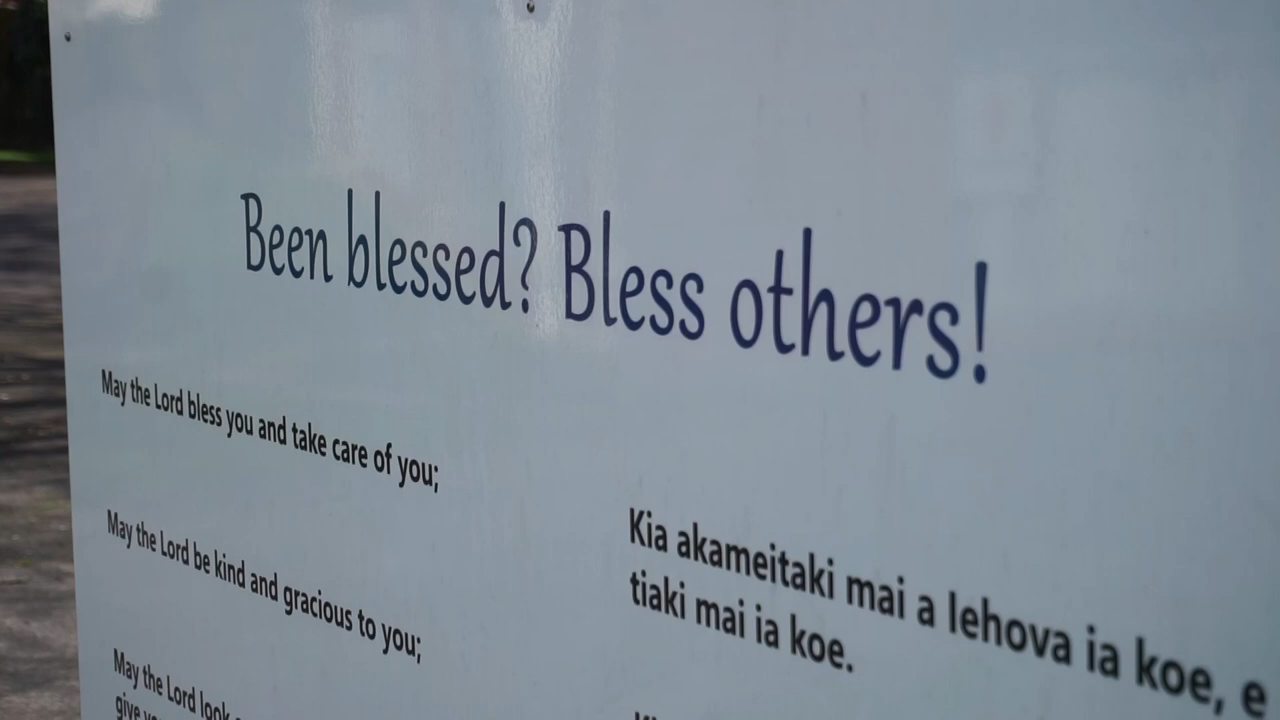 Been blessed? Bless others!
May the Lord bless you and take care of you;
May the Lord be kind and gracious to you;
May the Lord look
give
Kia akameitaki mai a Iehova ia koe, e
tiaki mai ia koe.